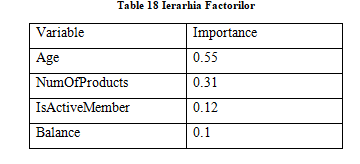 Table 18 Ierarhia Factorilor
Variable Importance
Age 0.55
NumOfProducts 0.31
IsActiveMember 0.12
Balance 0.1